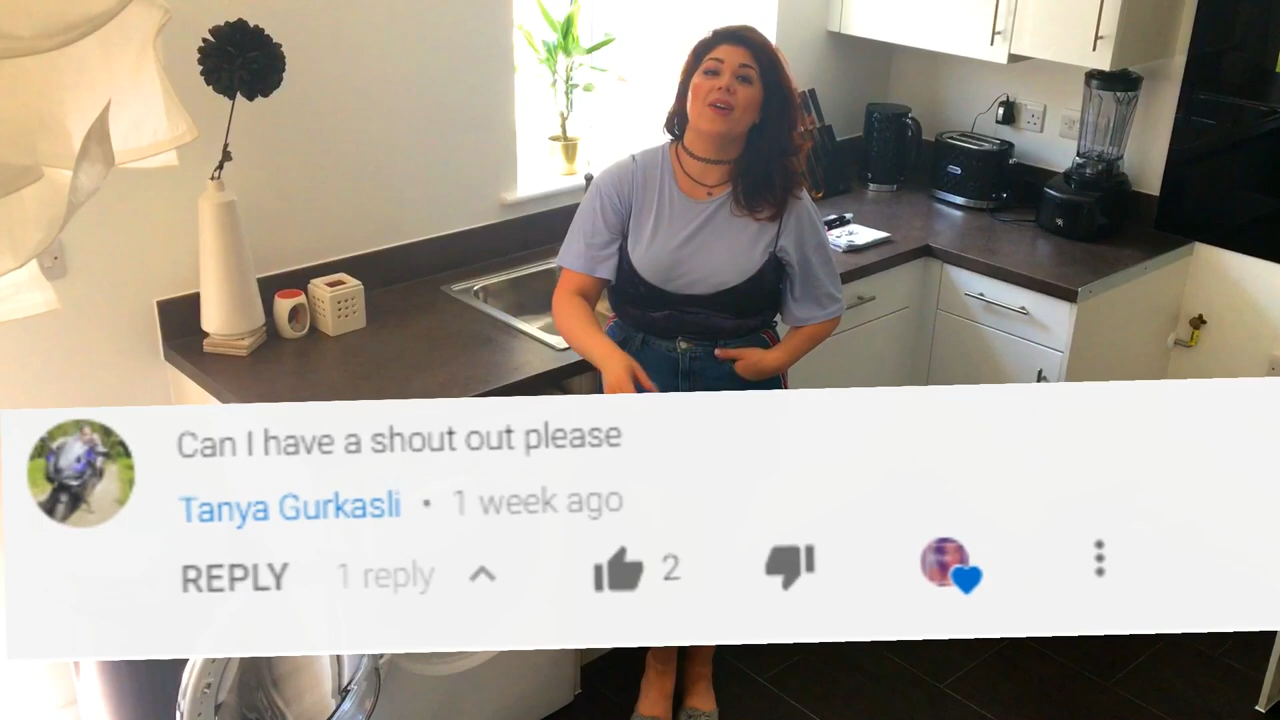 Can I have a shout out please
Tanya Gurkasli • 1 week ago
REPLY 1 reply 2